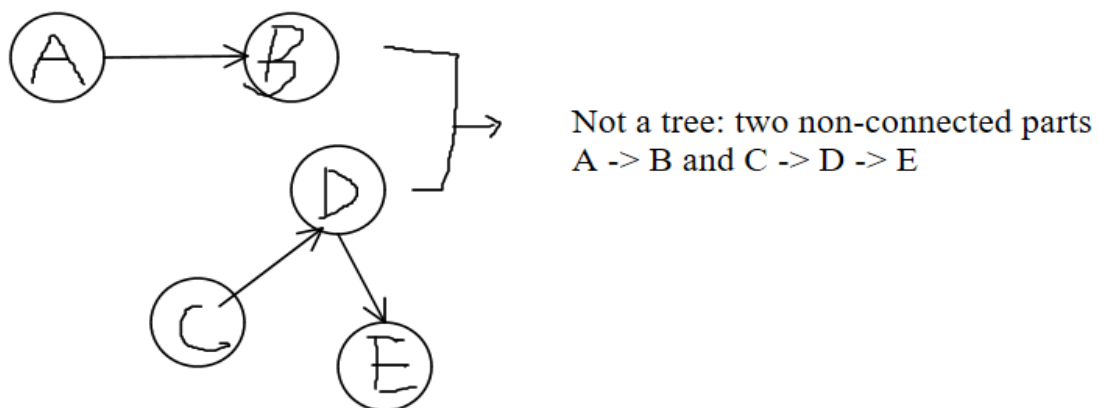 A
B
Not a tree: two non-connected parts
A -> B and C -> D -> E
D
C
E